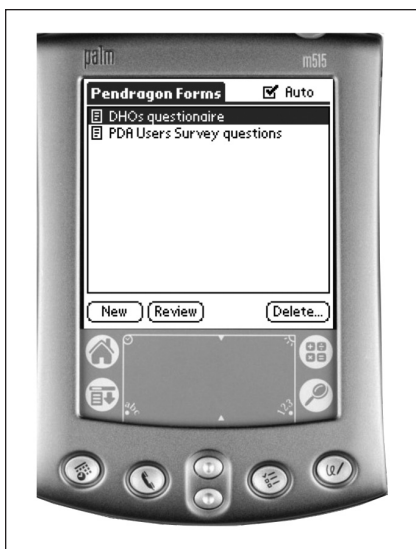 palm
m515
Pendragon Forms
Auto
DHOs questionaire
PDA Users Survey questions
New
Review
Delete...
abc
123